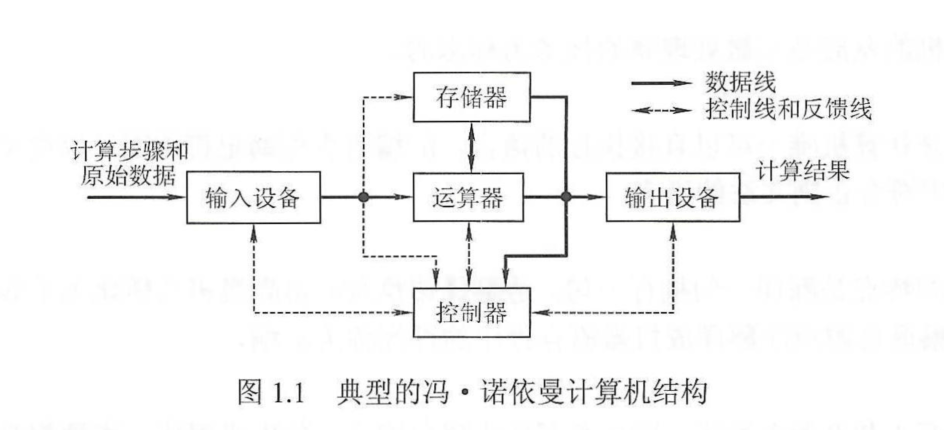 存储器
数据线
控制线和反馈线
计算步骤和
原始数据
输入设备
运算器
输出设备
计算结果
控制器
图 1.1 典型的冯·诺依曼计算机结构